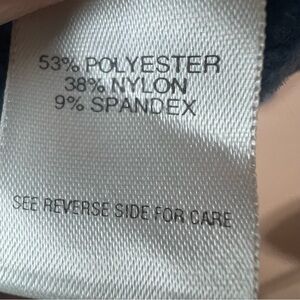 53% POLYESTER
38% NYLON
9% SPANDEX
SEE REVERSE SIDE FOR CARE